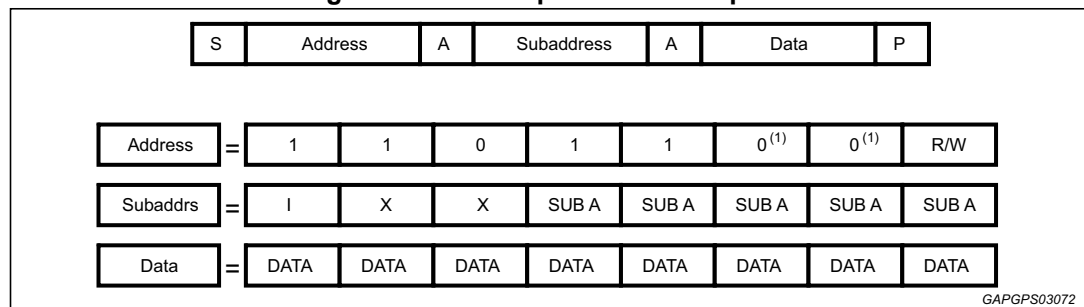 S Address A Subaddress A Data P
Address = 1 1 0 1 1 0(1) 0(1) R/W
Subaddrs = I X X SUB A SUB A SUB A SUB A SUB A
Data = DATA DATA DATA DATA DATA DATA DATA DATA
GAPGPS03072